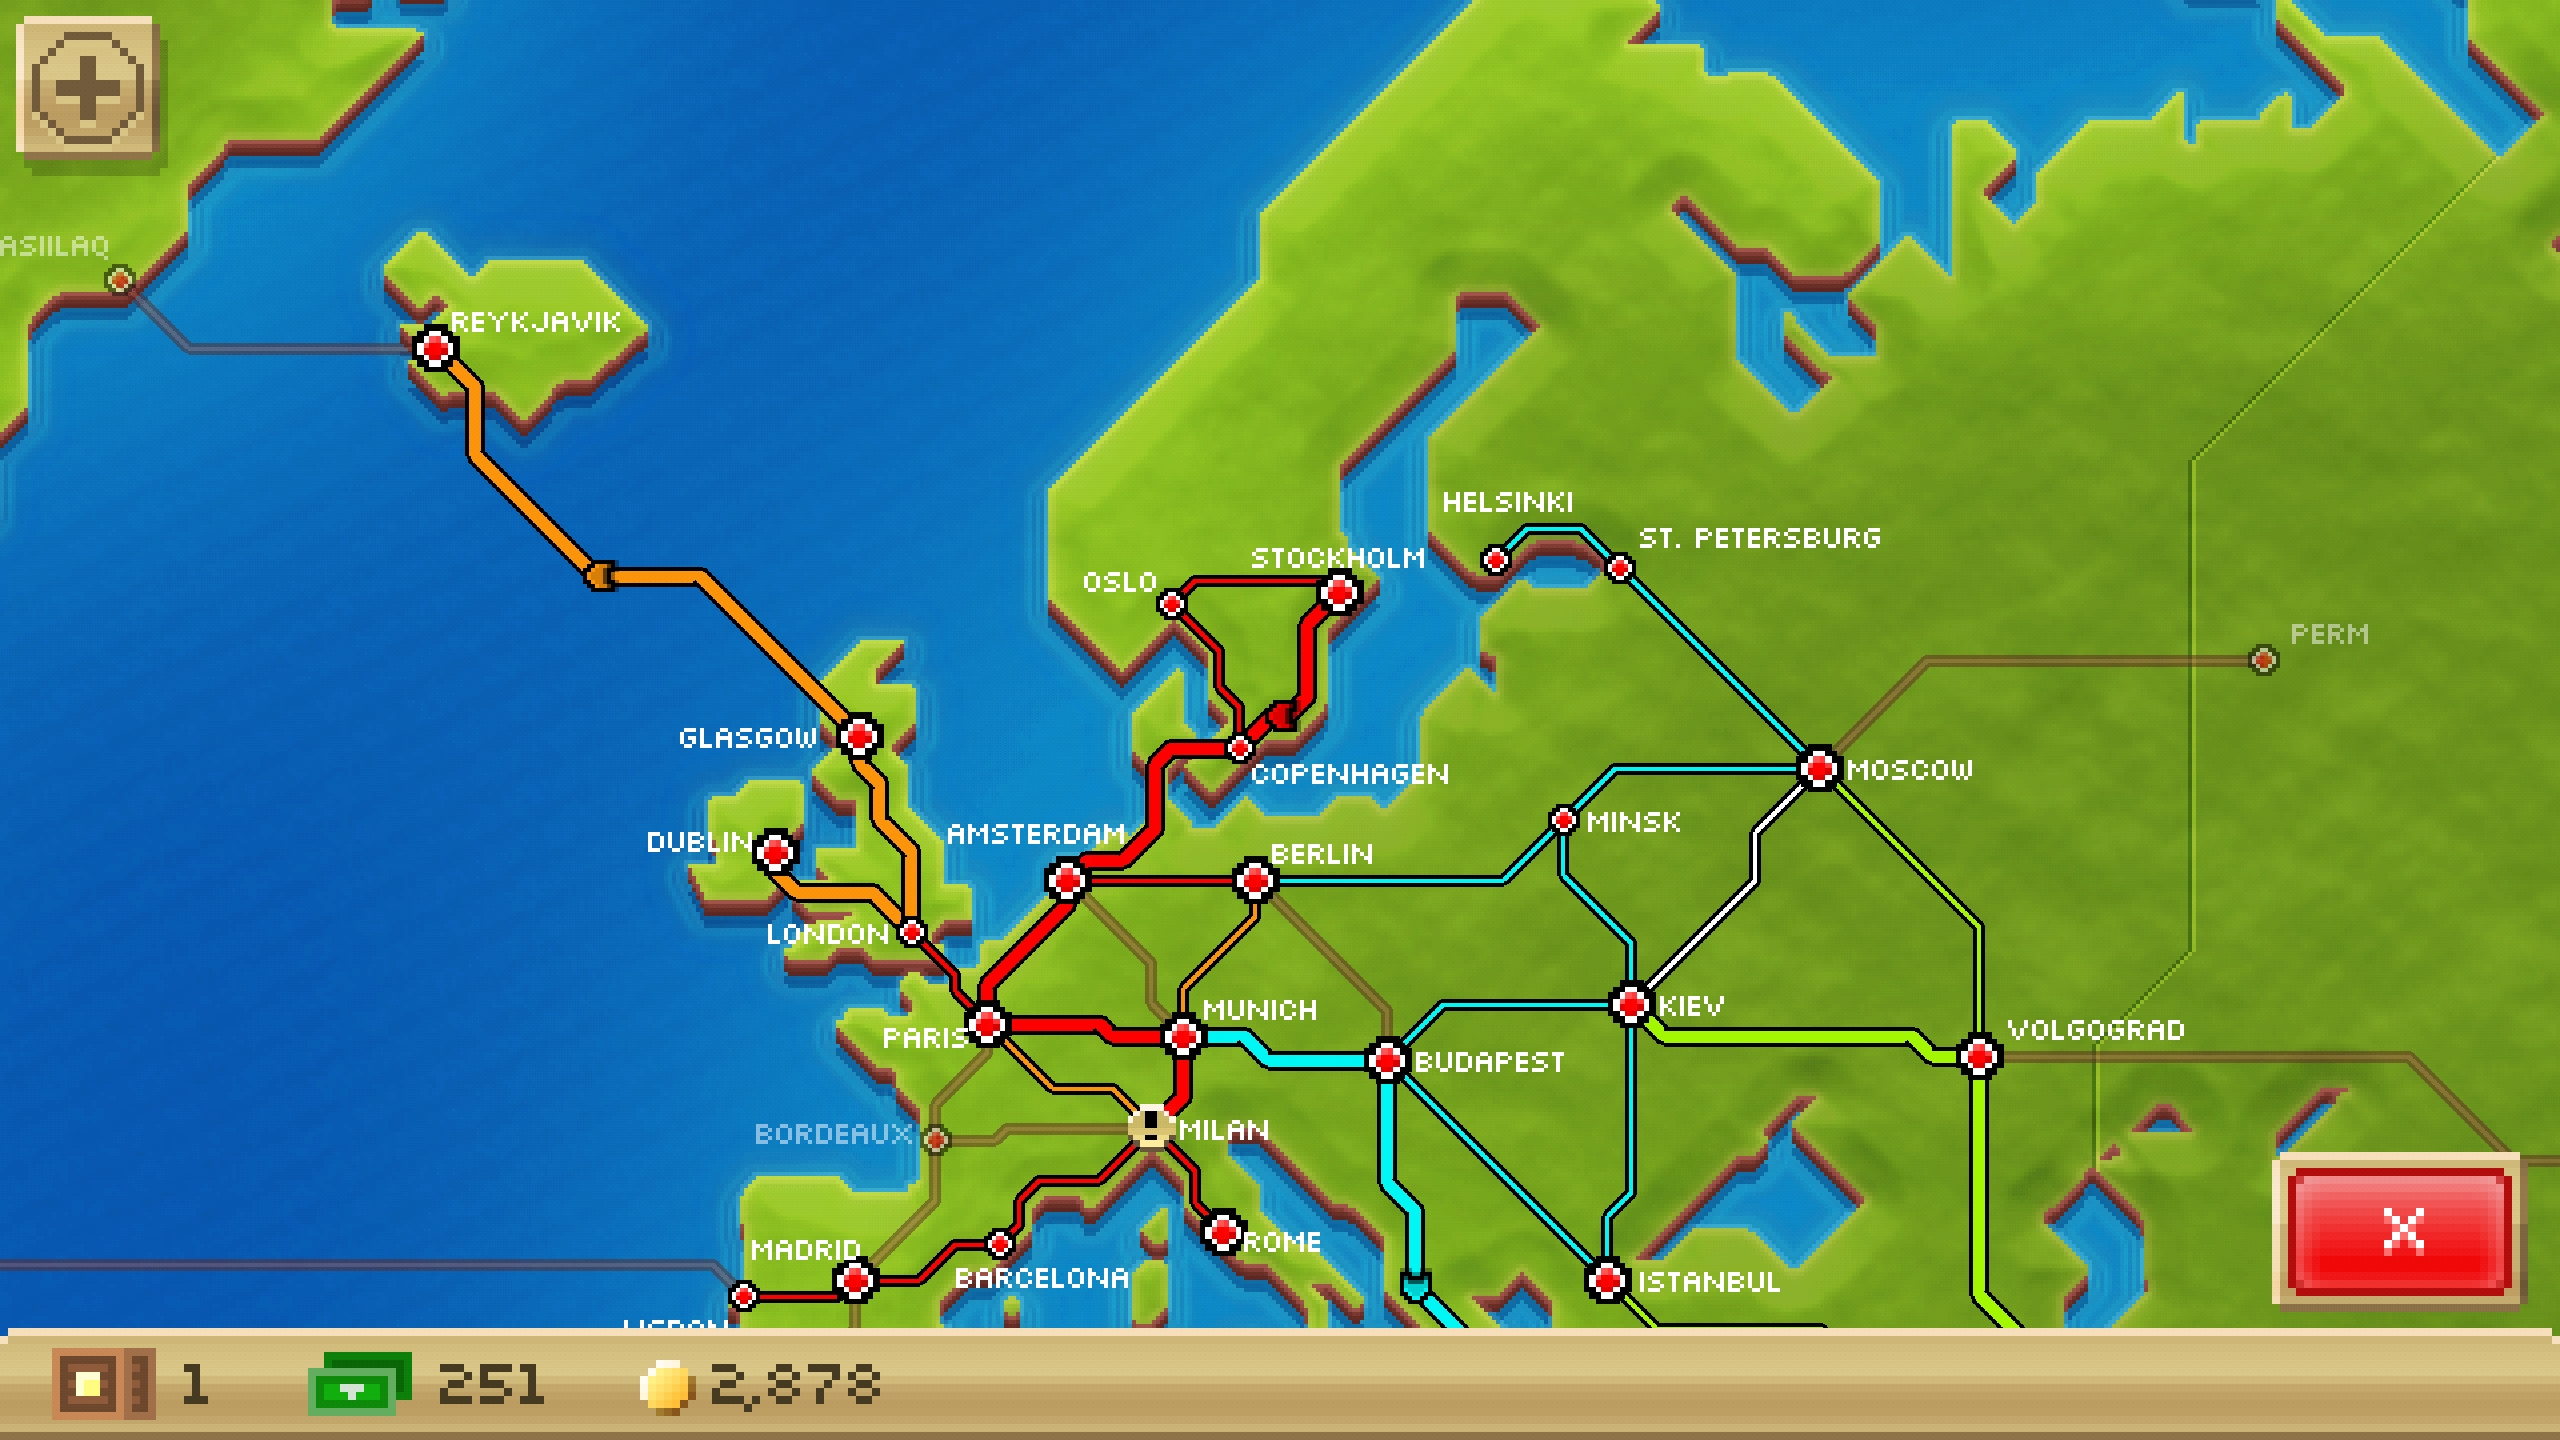 ASIILAQ
REYKJAVIK
HELSINKI
ST. PETERSBURG
STOCKHOLM
OSLO
PERM
GLASGOW
MOSCOW
COPENHAGEN
MINSK
AMSTERDAM
DUBLIN
BERLIN
LONDON
MUNICH
KIEV
VOLGOGRAD
PARIS
BUDAPEST
BORDEAUX
MILAN
ROME
MADRID
BARCELONA
ISTANBUL
X
1
251
2,878